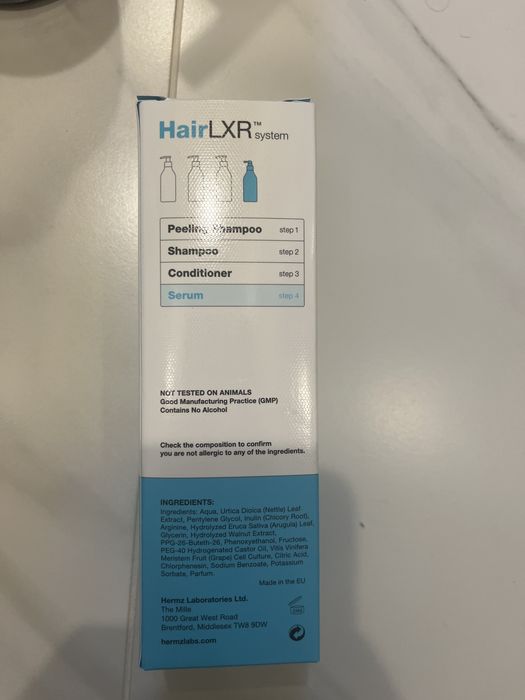 HairLXR™ system
Peeling Shampoo step 1
Shampoo step 2
Conditioner step 3
Serum step 4
NOT TESTED ON ANIMALS
Good Manufacturing Practice (GMP)
Contains No Alcohol
Check the composition to confirm
you are not allergic to any of the ingredients.
INGREDIENTS:
Ingredients: Aqua, Urtica Dioica (Nettle) Leaf
Extract, Pentylene Glycol, Inulin (Chicory Root),
Arginine, Hydrolyzed Eruca Sativa (Arugula) Leaf,
Glycerin, Hydrolyzed Walnut Extract,
PPG-26-Buteth-26, Phenoxyethanol, Fructose,
PEG-40 Hydrogenated Castor Oil, Vitis Vinifera
Meristem Fruit (Grape) Cell Culture, Citric Acid,
Chlorphenesin, Sodium Benzoate, Potassium
Sorbate, Parfum.
Made in the EU
Hermz Laboratories Ltd.
The Mille
1000 Great West Road
Brentford, Middlesex TW8 9DW
hermzlabs.com